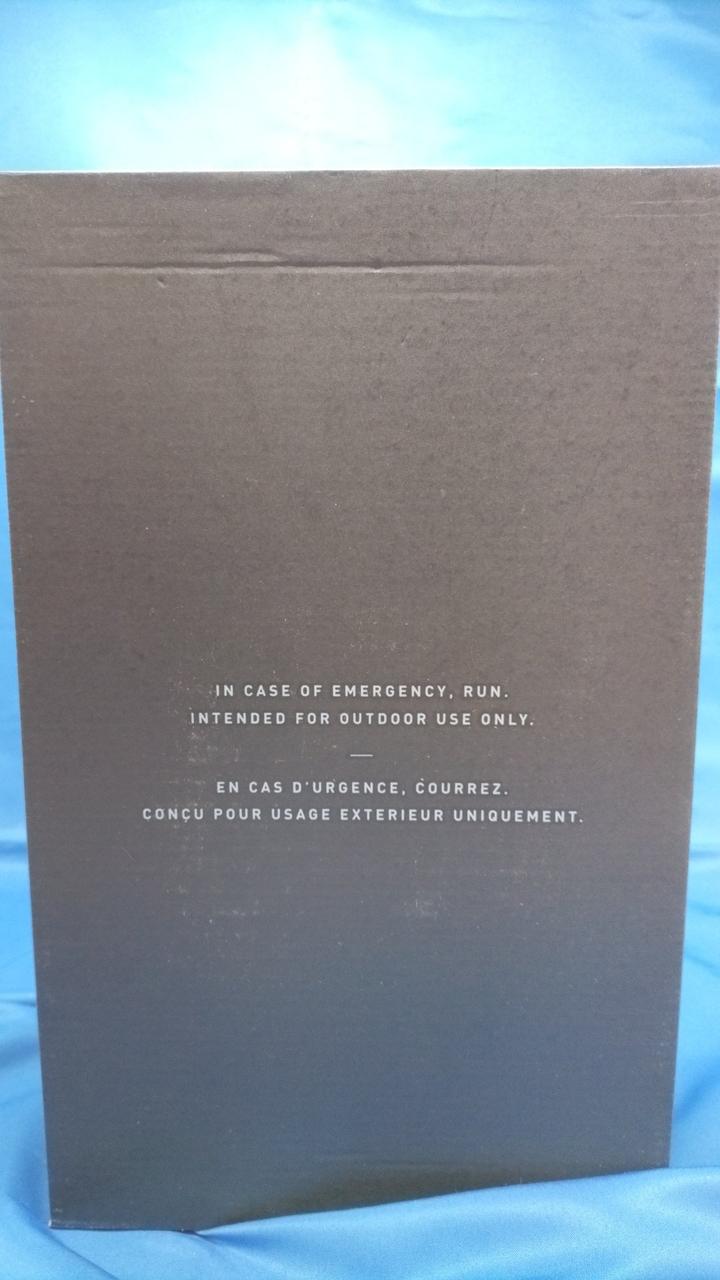 IN CASE OF EMERGENCY, RUN.
INTENDED FOR OUTDOOR USE ONLY.
—
EN CAS D'URGENCE, COURREZ.
CONÇU POUR USAGE EXTERIEUR UNIQUEMENT.